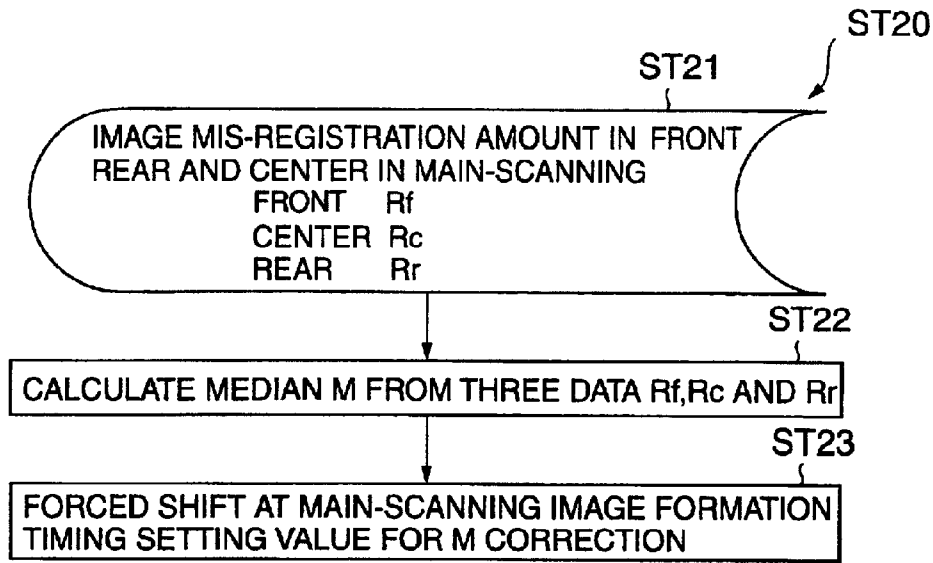 ST20
ST21
IMAGE MIS-REGISTRATION AMOUNT IN FRONT
REAR AND CENTER IN MAIN-SCANNING
FRONT Rf
CENTER Rc
REAR Rr
ST22
CALCULATE MEDIAN M FROM THREE DATA Rf,Rc AND Rr
ST23
FORCED SHIFT AT MAIN-SCANNING IMAGE FORMATION
TIMING SETTING VALUE FOR M CORRECTION